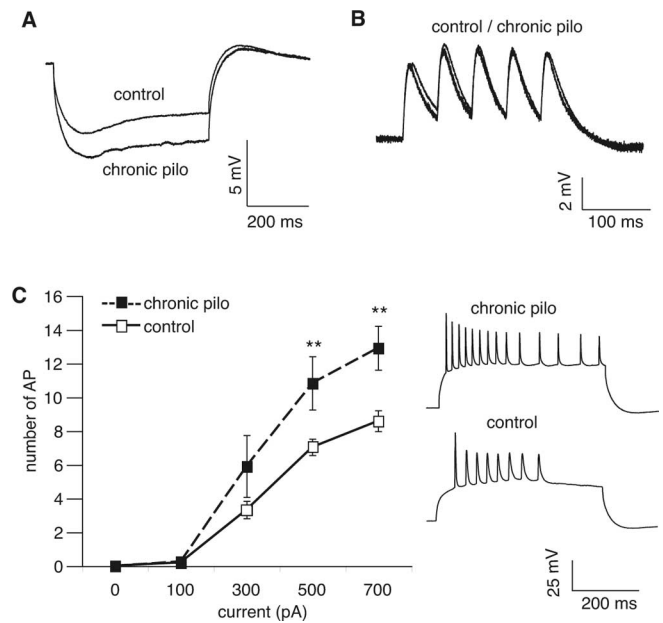 A
control
chronic pilo
5 mV
200 ms
B
control / chronic pilo
2 mV
100 ms
C
chronic pilo
control
** **
number of AP
16
14
12
10
8
6
4
2
0
0 100 300 500 700
current (pA)
chronic pilo
control
25 mV
200 ms